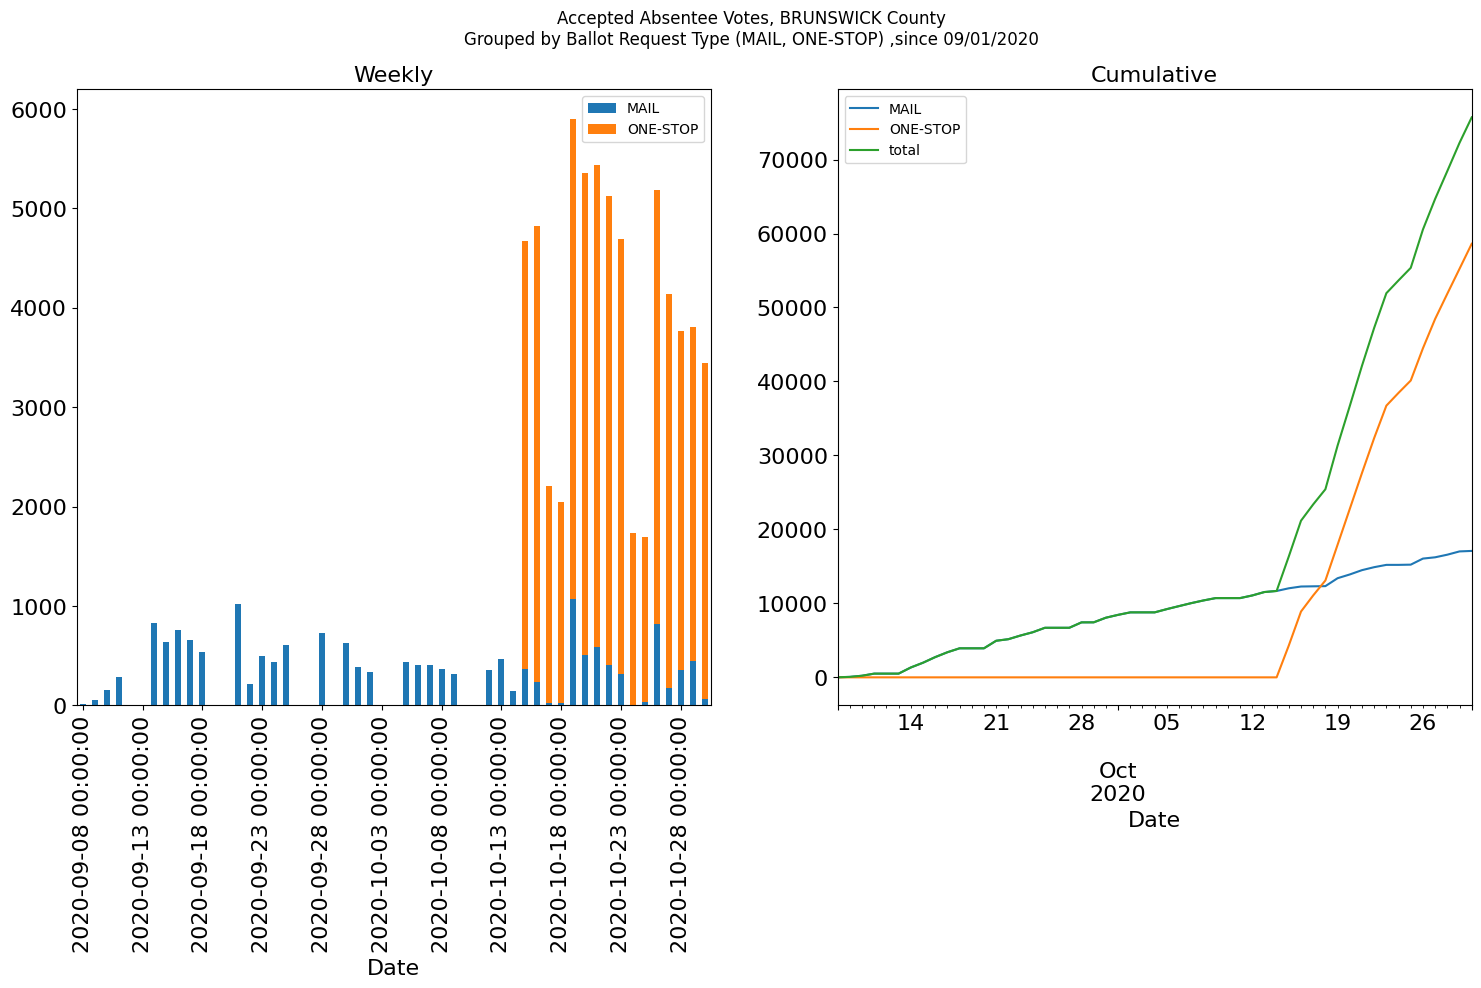 Accepted Absentee Votes, BRUNSWICK County
Grouped by Ballot Request Type (MAIL, ONE-STOP) ,since 09/01/2020
Weekly
6000
5000
4000
3000
2000
1000
0
MAIL
ONE-STOP
2020-09-08 00:00:00
2020-09-13 00:00:00
2020-09-18 00:00:00
2020-09-23 00:00:00
2020-09-28 00:00:00
2020-10-03 00:00:00
2020-10-08 00:00:00
2020-10-13 00:00:00
2020-10-18 00:00:00
2020-10-23 00:00:00
2020-10-28 00:00:00
Date
Cumulative
MAIL
ONE-STOP
total
70000
60000
50000
40000
30000
20000
10000
0
14 21 28 05 12 19 26
Oct
2020
Date